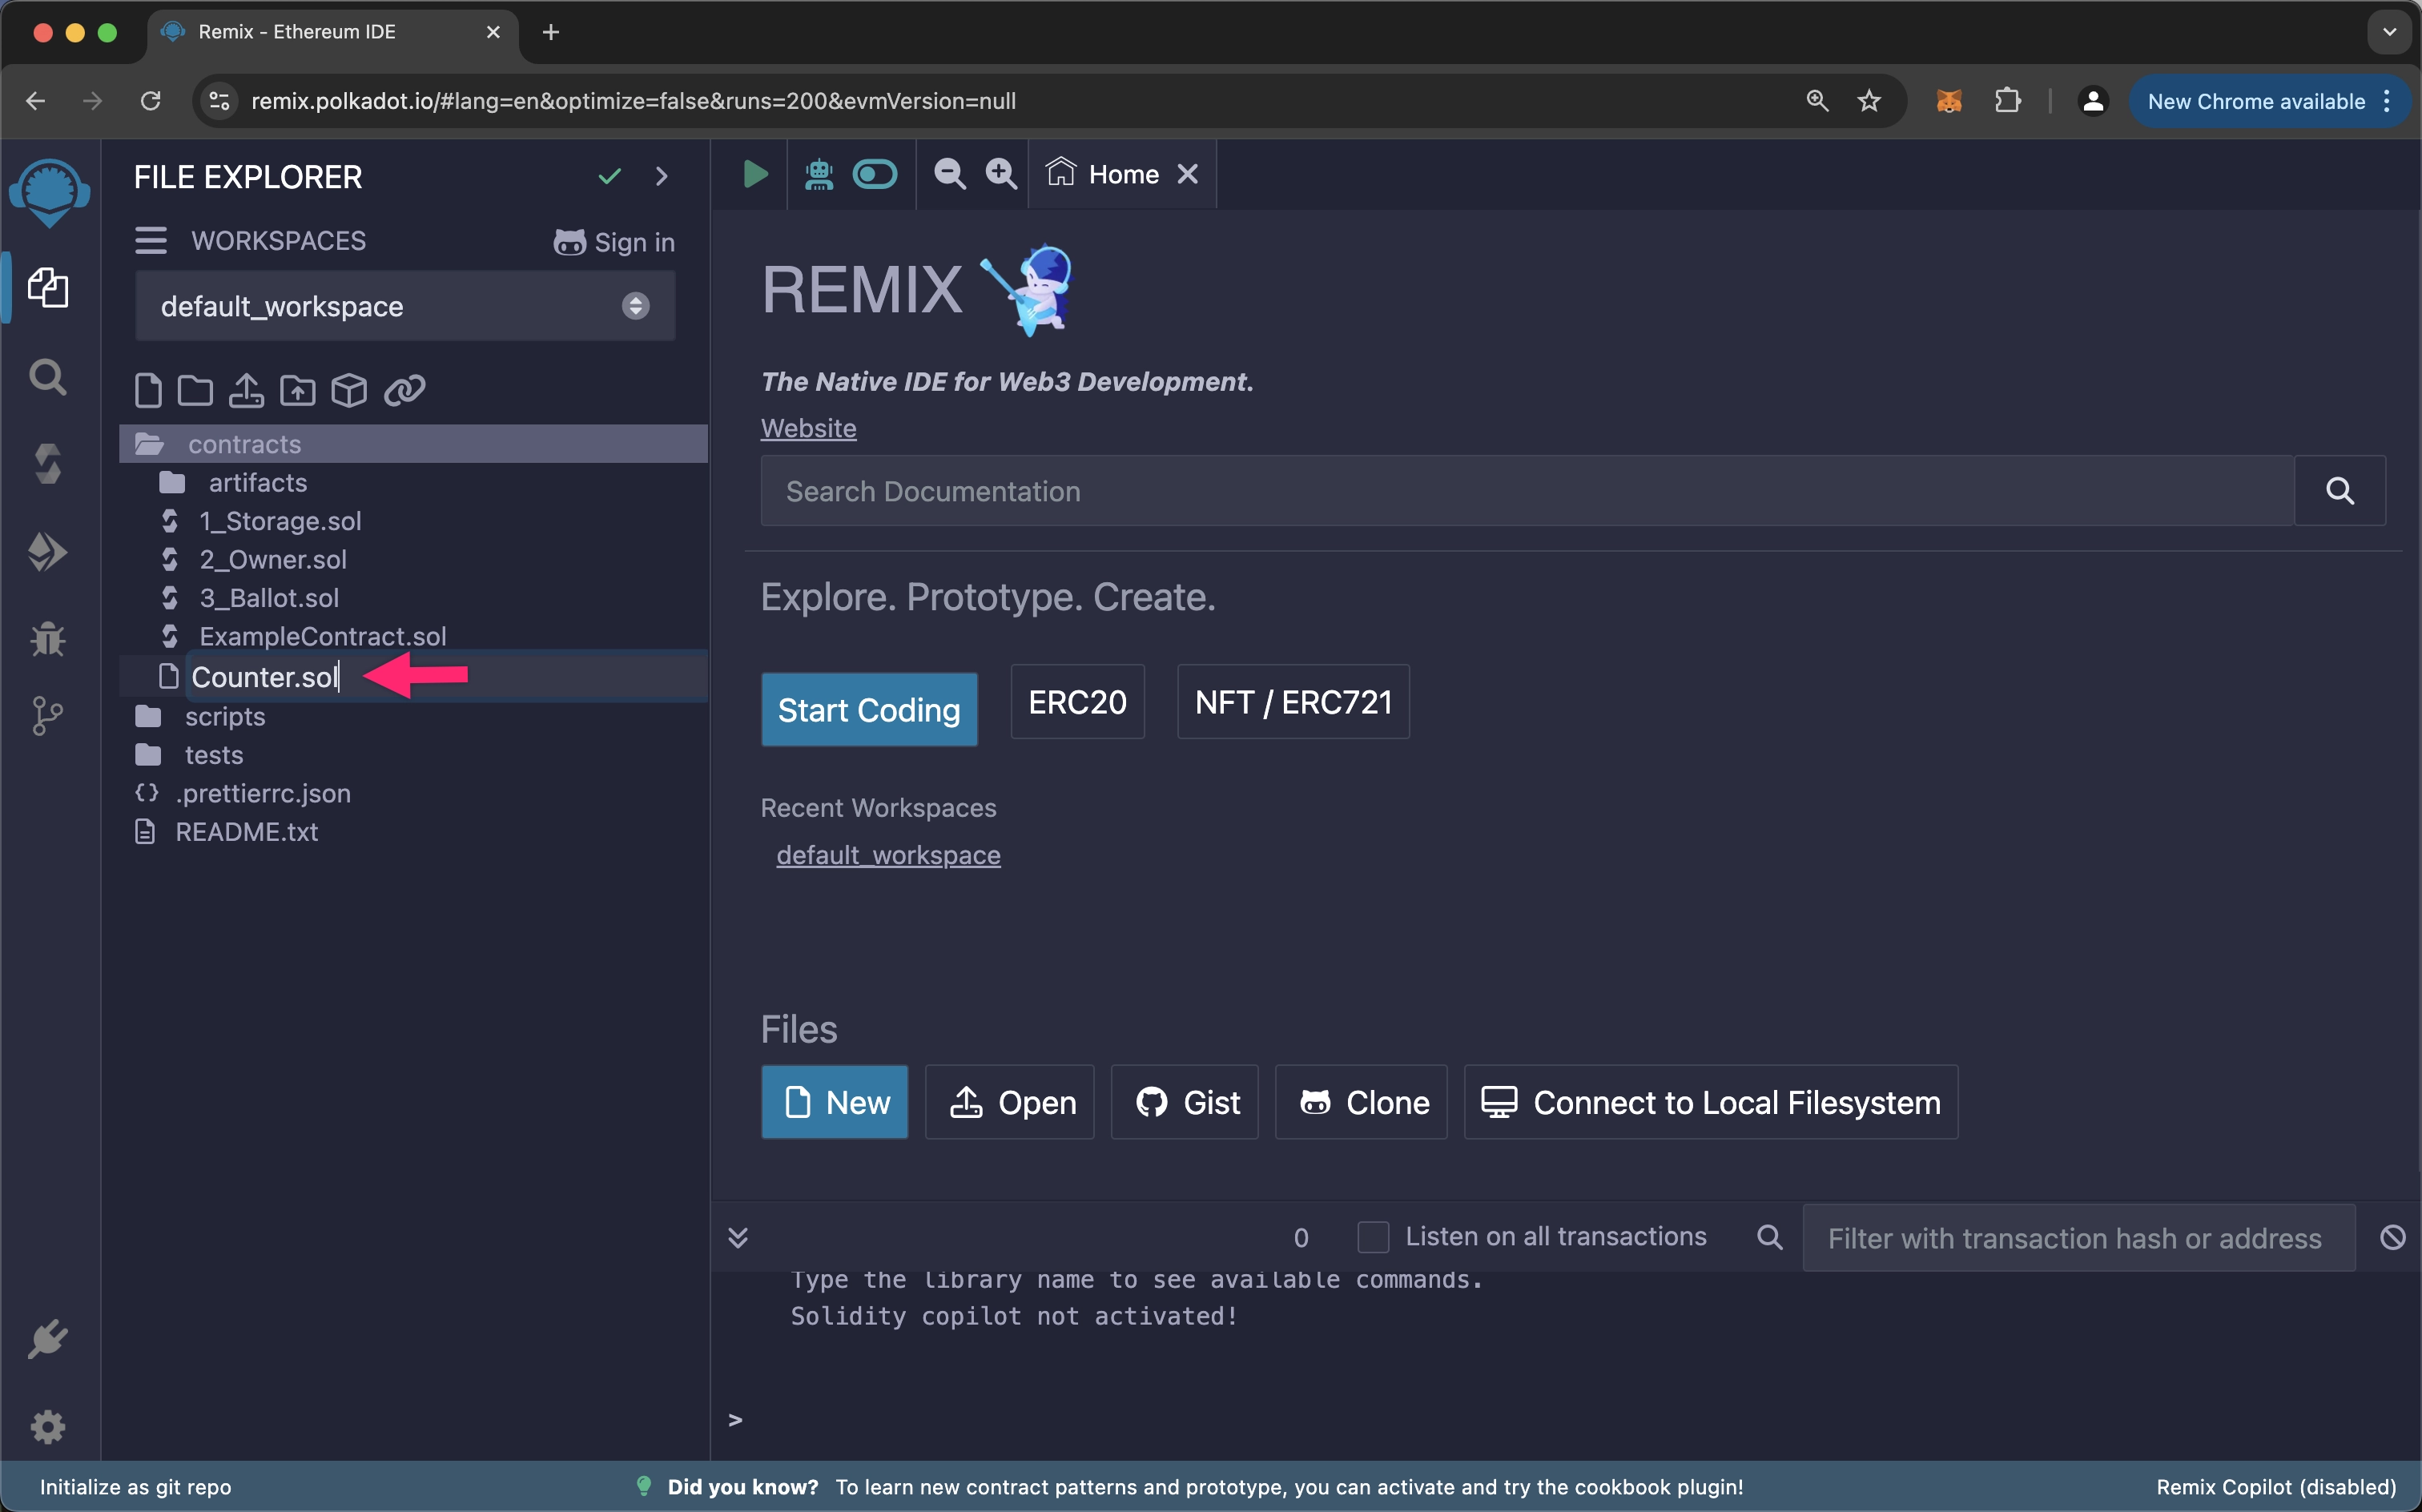 Remix - Ethereum IDE
remix.polkadot.io/#lang=en&optimize=false&runs=200&evmVersion=null
New Chrome available
FILE EXPLORER
WORKSPACES
Sign in
default_workspace
contracts
artifacts
1_Storage.sol
2_Owner.sol
3_Ballot.sol
ExampleContract.sol
Counter.sol
scripts
tests
.prettierrc.json
README.txt
Home
REMIX
The Native IDE for Web3 Development.
Website
Search Documentation
Explore. Prototype. Create.
Start Coding
ERC20
NFT / ERC721
Recent Workspaces
default_workspace
Files
New
Open
Gist
Clone
Connect to Local Filesystem
0
Listen on all transactions
Filter with transaction hash or address
Type the library name to see available commands.
Solidity copilot not activated!
>
Initialize as git repo
Did you know? To learn new contract patterns and prototype, you can activate and try the cookbook plugin!
Remix Copilot (disabled)